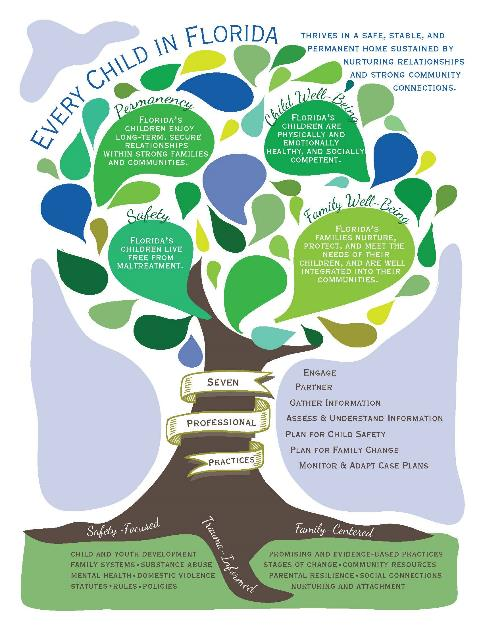 EVERY CHILD IN FLORIDA
THRIVES IN A SAFE, STABLE, AND
PERMANENT HOME SUSTAINED BY
NURTURING RELATIONSHIPS
AND STRONG COMMUNITY
CONNECTIONS.
Permanency
FLORIDA'S
CHILDREN ENJOY
LONG-TERM, SECURE
RELATIONSHIPS
WITHIN STRONG FAMILIES
AND COMMUNITIES.
Child Well-Being
FLORIDA'S
CHILDREN ARE
PHYSICALLY AND
EMOTIONALLY
HEALTHY, AND SOCIALLY
COMPETENT.
Safety
FLORIDA'S
CHILDREN LIVE
FREE FROM
MALTREATMENT.
Family Well-Being
FLORIDA'S
FAMILIES NURTURE,
PROTECT, AND MEET THE
NEEDS OF THEIR
CHILDREN, AND ARE WELL
INTEGRATED INTO THEIR
COMMUNITIES.
SEVEN
PROFESSIONAL
PRACTICES
ENGAGE
PARTNER
GATHER INFORMATION
ASSESS & UNDERSTAND INFORMATION
PLAN FOR CHILD SAFETY
PLAN FOR FAMILY CHANGE
MONITOR & ADAPT CASE PLANS
Safety-Focused
Trauma-Informed
Family-Centered
CHILD AND YOUTH DEVELOPMENT
FAMILY SYSTEMS • SUBSTANCE ABUSE
MENTAL HEALTH • DOMESTIC VIOLENCE
STATUTES • RULES • POLICIES
PROMISING AND EVIDENCE-BASED PRACTICES
STAGES OF CHANGE • COMMUNITY RESOURCES
PARENTAL RESILIENCE • SOCIAL CONNECTIONS
NURTURING AND ATTACHMENT